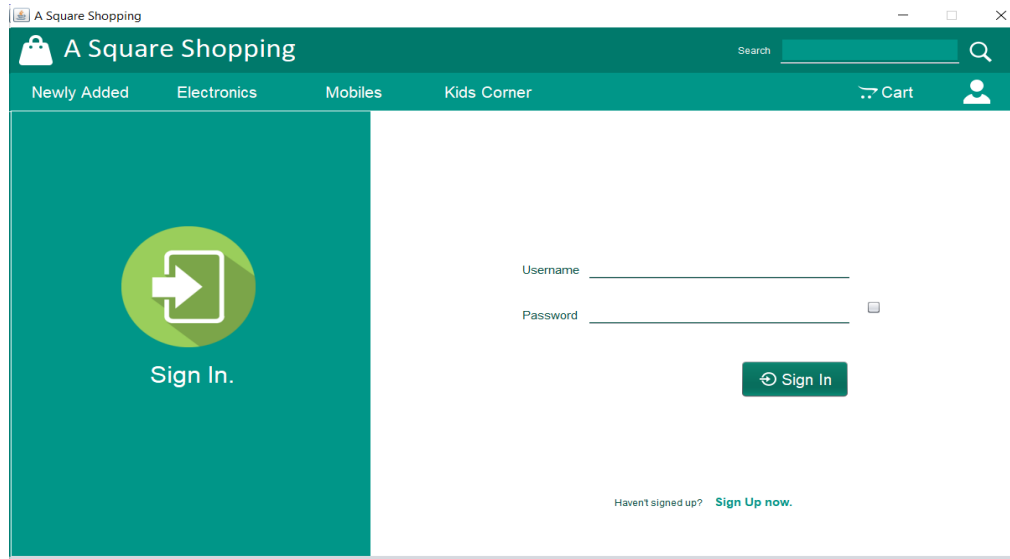 A Square Shopping
A Square Shopping
Search
Newly Added Electronics Mobiles Kids Corner Cart
Username
Password
Sign In.
Sign In
Haven't signed up? Sign Up now.